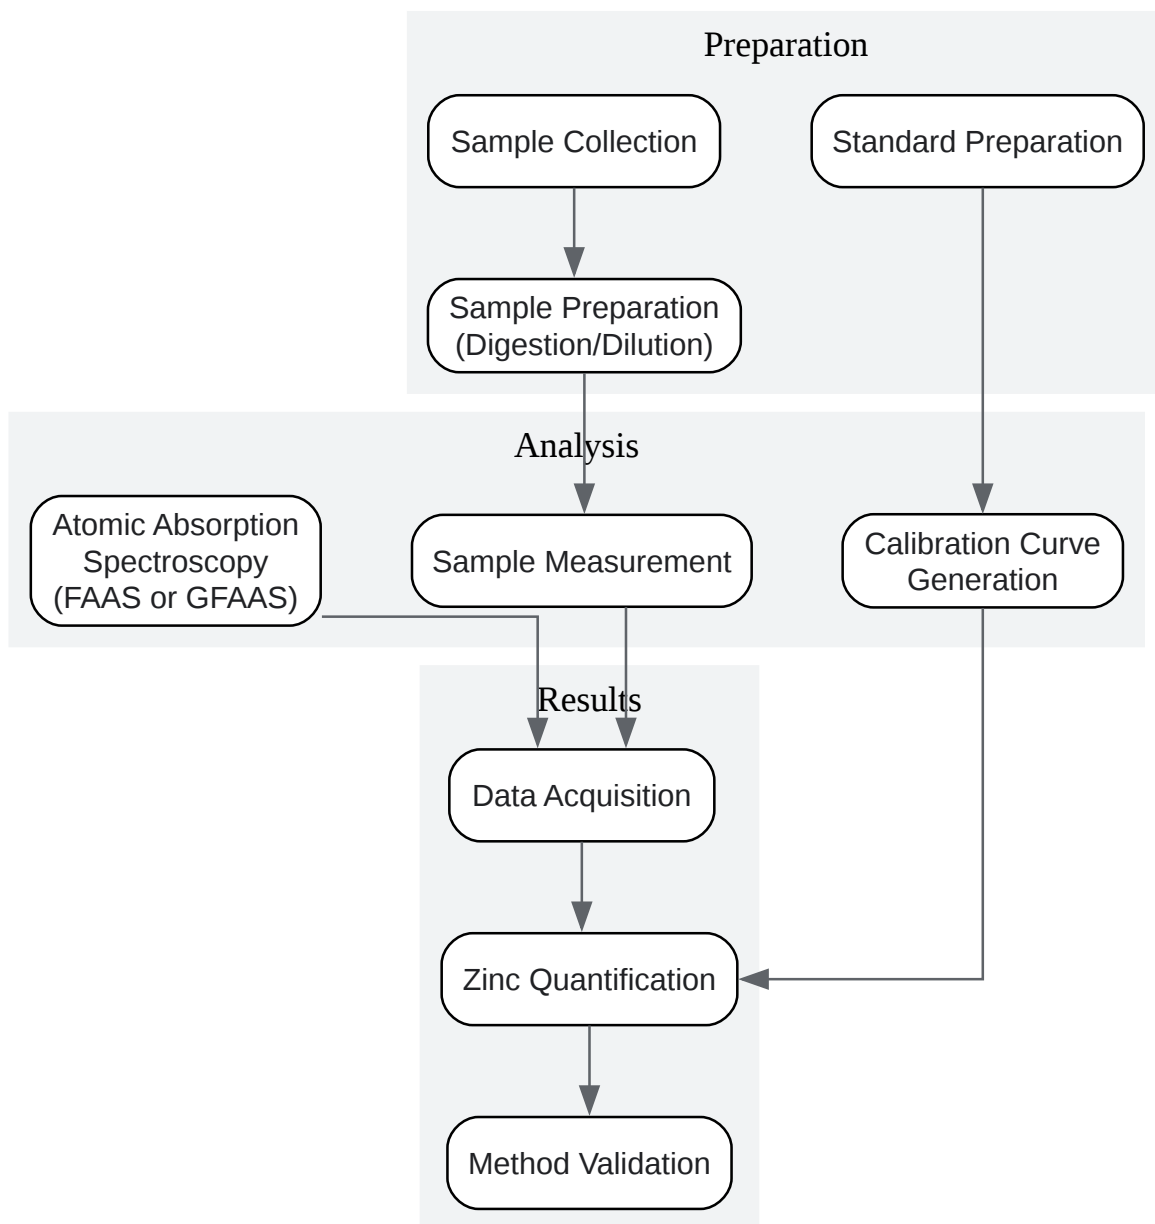 Preparation
Sample Collection
Standard Preparation
Sample Preparation
(Digestion/Dilution)
Analysis
Atomic Absorption
Spectroscopy
(FAAS or GFAAS)
Sample Measurement
Calibration Curve
Generation
Results
Data Acquisition
Zinc Quantification
Method Validation